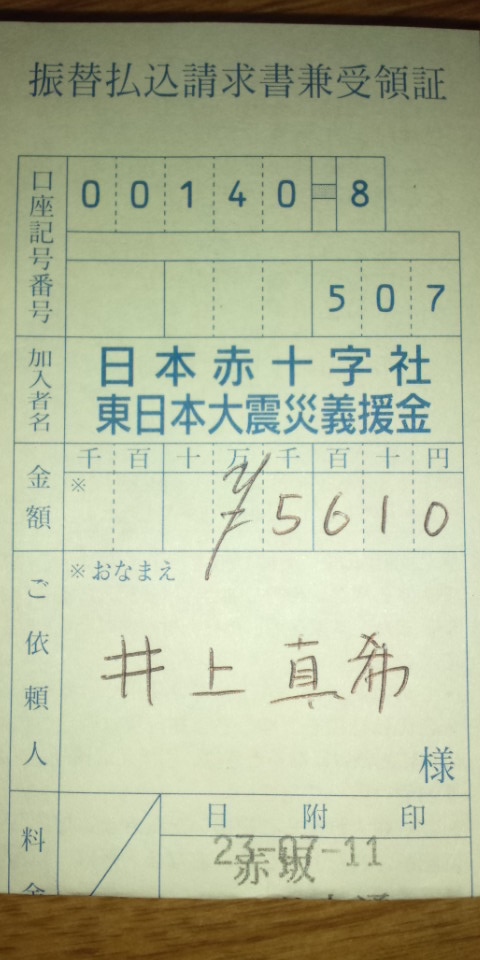 振替払込請求書兼受領証
口座記号番号
00140-8
507
加入者名
日本赤十字社
東日本大震災義援金
金額
千百十万千百十円
※
¥5610
ご依頼人
※おなまえ
井上真希
様
料金
日附印
23-07-11
赤坂